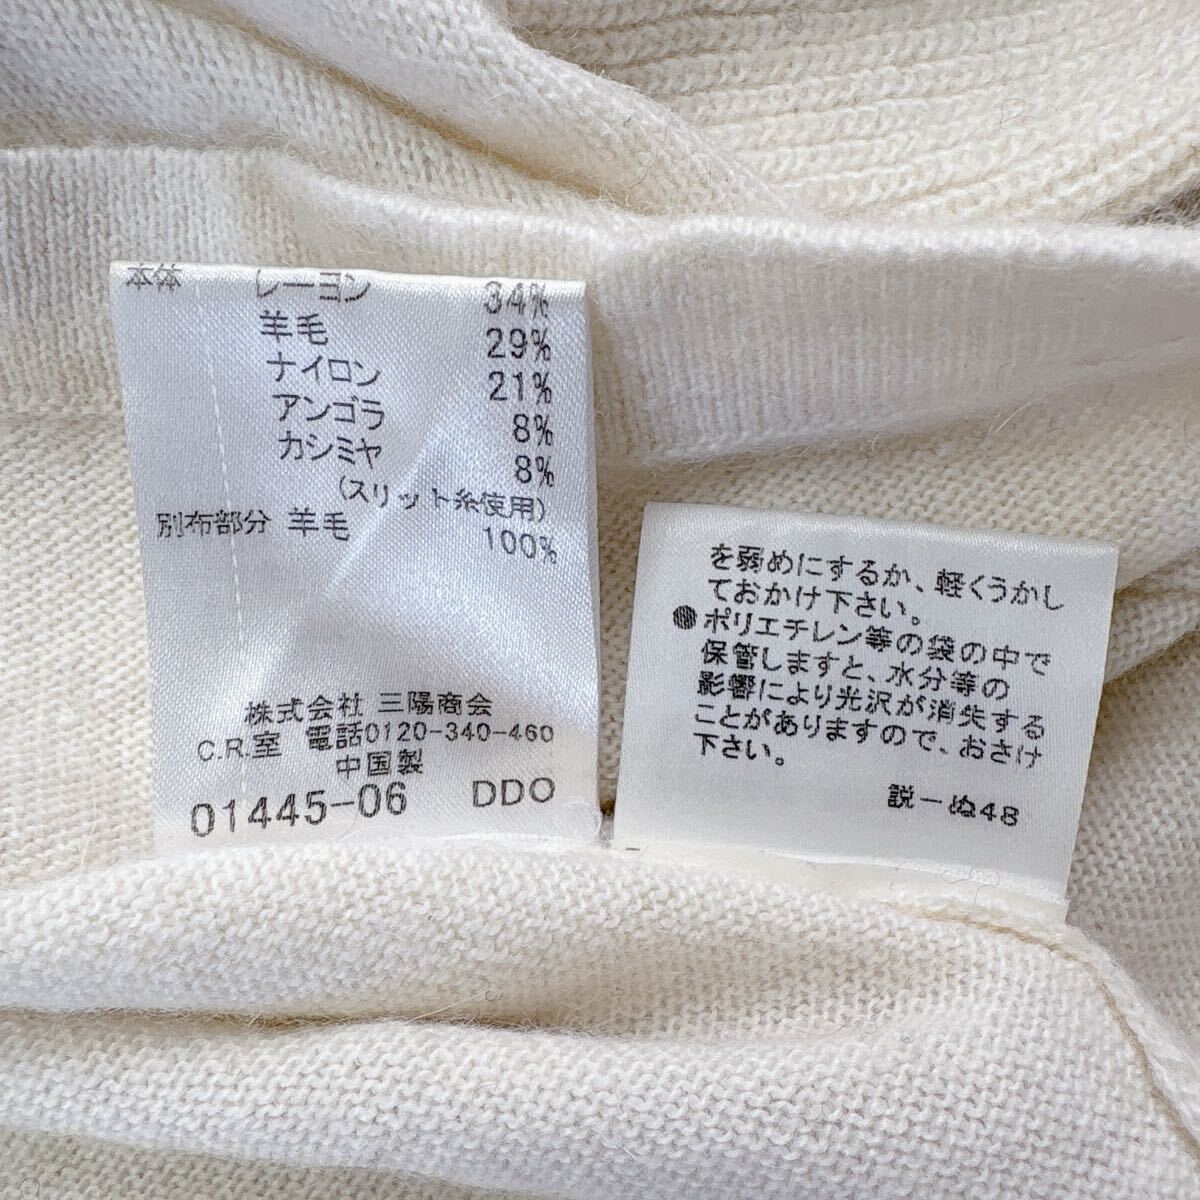 本体 レーヨン 34%
羊毛 29%
ナイロン 21%
アンゴラ 8%
カシミヤ 8%
(スリット糸使用)
別布部分 羊毛 100%
株式会社 三陽商会
C.R.室 電話0120-340-460
中国製
01445-06 DDO
を弱めにするか、軽くうかし
ておかけ下さい。
●ポリエチレン等の袋の中で
保管しますと、水分等の
影響により光沢が消失する
ことがありますので、おさけ
下さい。
説ーぬ48